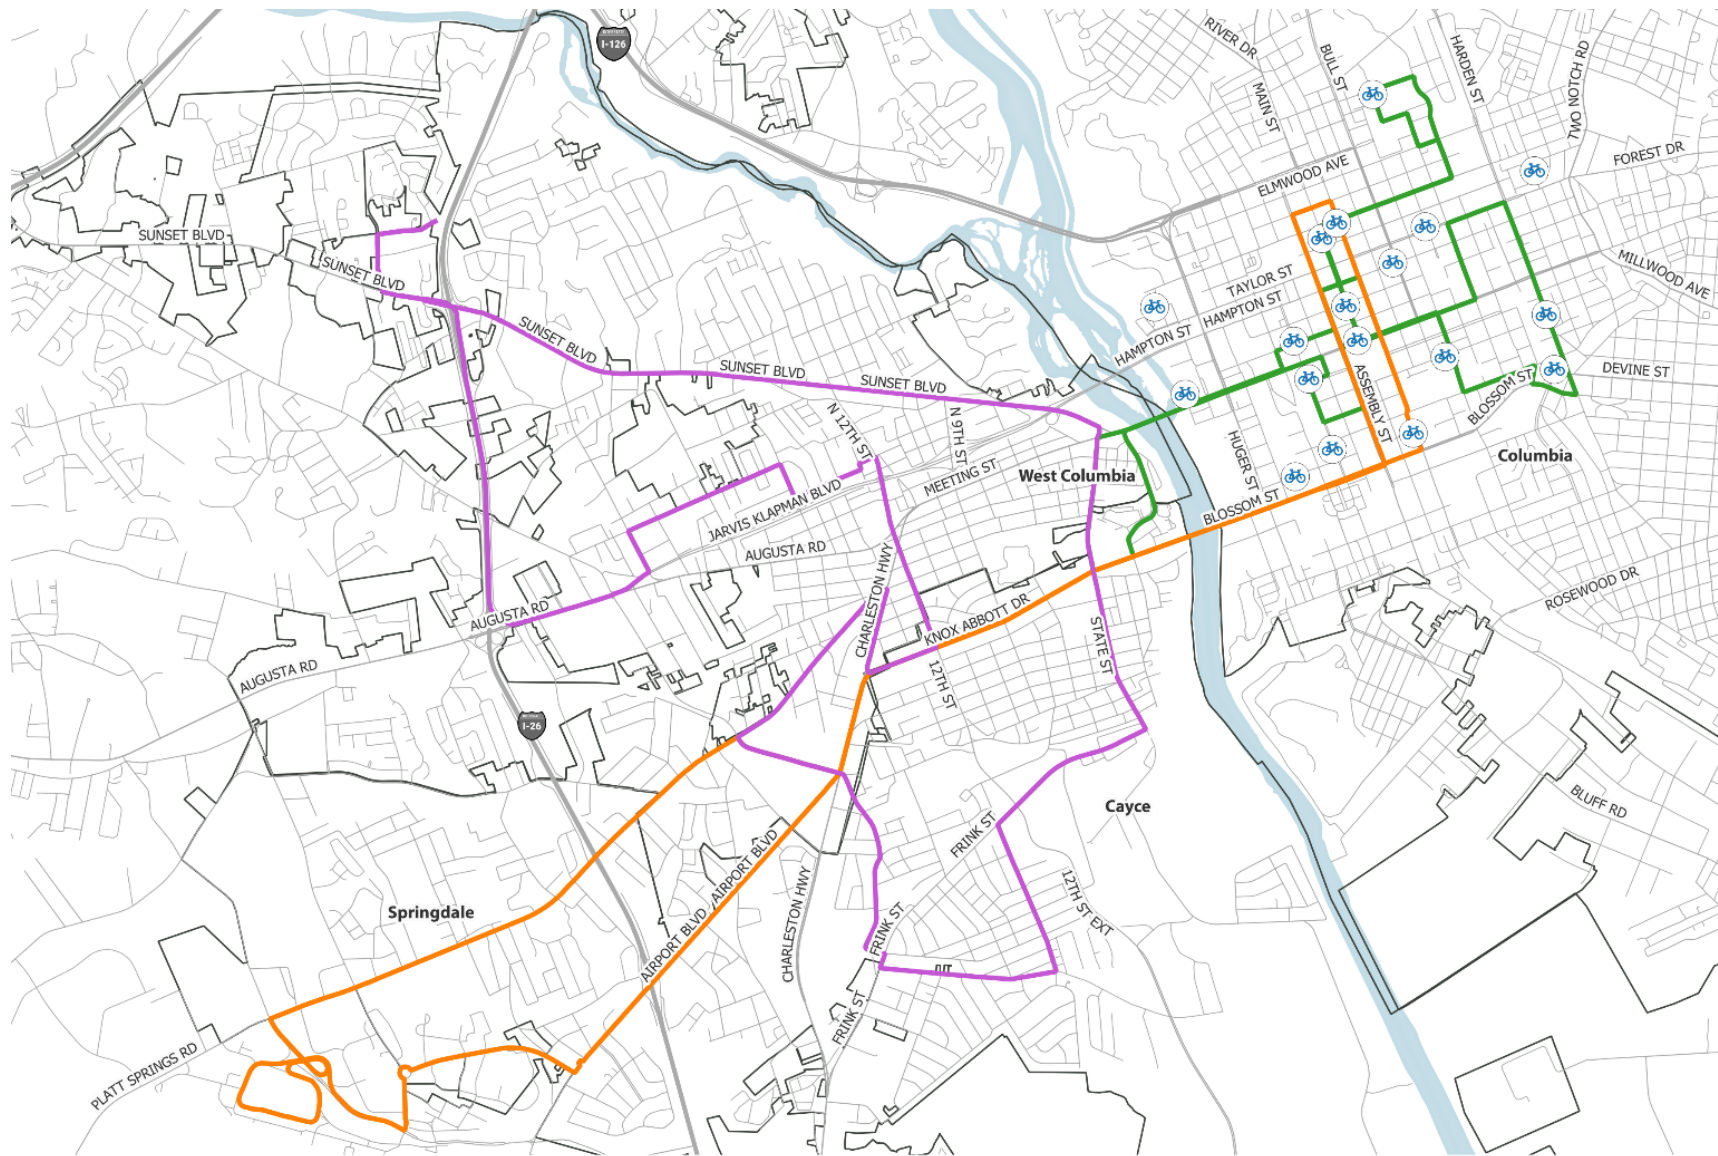 I-126
RIVER DR
BULL ST
HARDEN ST
TWO NOTCH RD
MAIN ST
FOREST DR
ELMWOOD AVE
SUNSET BLVD
SUNSET BLVD
MILLWOOD AVE
TAYLOR ST
HAMPTON ST
HAMPTON ST
SUNSET BLVD
SUNSET BLVD
SUNSET BLVD
DEVINE ST
BLOSSOM ST
ASSEMBLY ST
N 12TH ST
N 9TH ST
HUGER ST
Columbia
MEETING ST
West Columbia
JARVIS KLAPMAN BLVD
BLOSSOM ST
AUGUSTA RD
CHARLESTON HWY
ROSEWOOD DR
AUGUSTA RD
KNOX ABBOTT DR
STATE ST
AUGUSTA RD
12TH ST
I-26
Cayce
BLUFF RD
FRINK ST
AIRPORT BLVD
CHARLESTON HWY
12TH ST EXT
Springdale
FRINK ST
AIRPORT BLVD
FRINK ST
PLATT SPRINGS RD